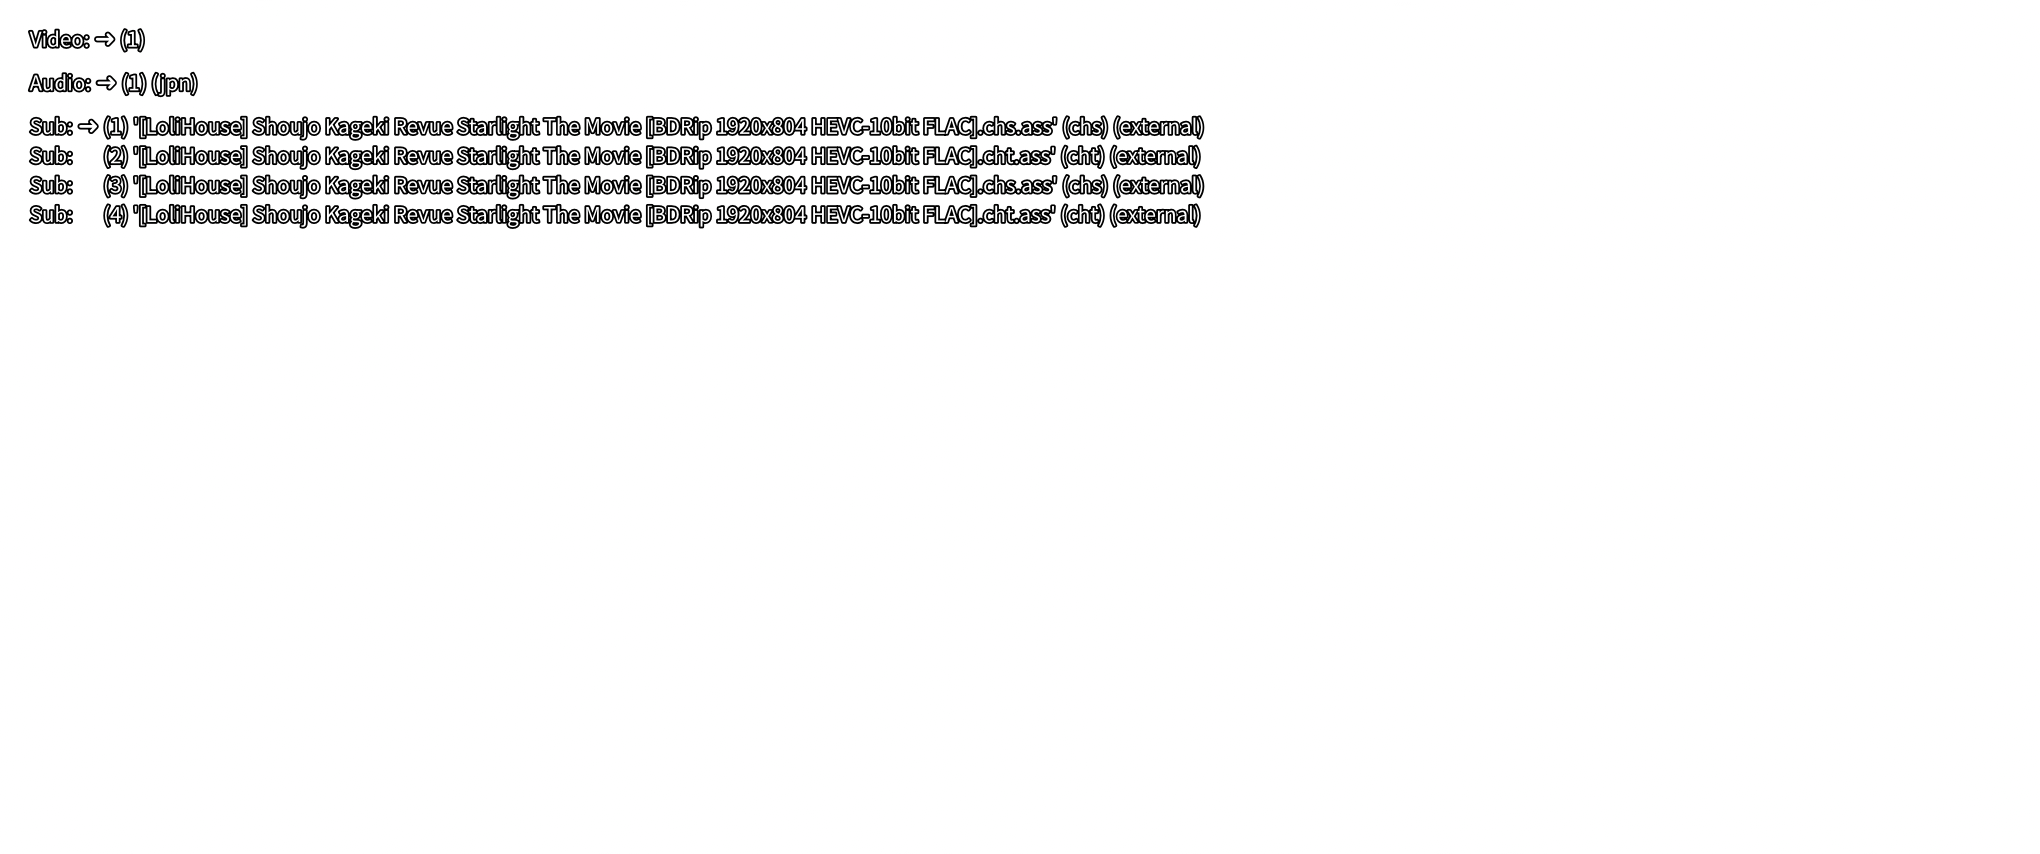 Video: → (1)
Audio: → (1) (jpn)
Sub: → (1) '[LoliHouse] Shoujo Kageki Revue Starlight The Movie [BDRip 1920x804 HEVC-10bit FLAC].chs.ass' (chs) (external)
Sub: (2) '[LoliHouse] Shoujo Kageki Revue Starlight The Movie [BDRip 1920x804 HEVC-10bit FLAC].cht.ass' (cht) (external)
Sub: (3) '[LoliHouse] Shoujo Kageki Revue Starlight The Movie [BDRip 1920x804 HEVC-10bit FLAC].chs.ass' (chs) (external)
Sub: (4) '[LoliHouse] Shoujo Kageki Revue Starlight The Movie [BDRip 1920x804 HEVC-10bit FLAC].cht.ass' (cht) (external)